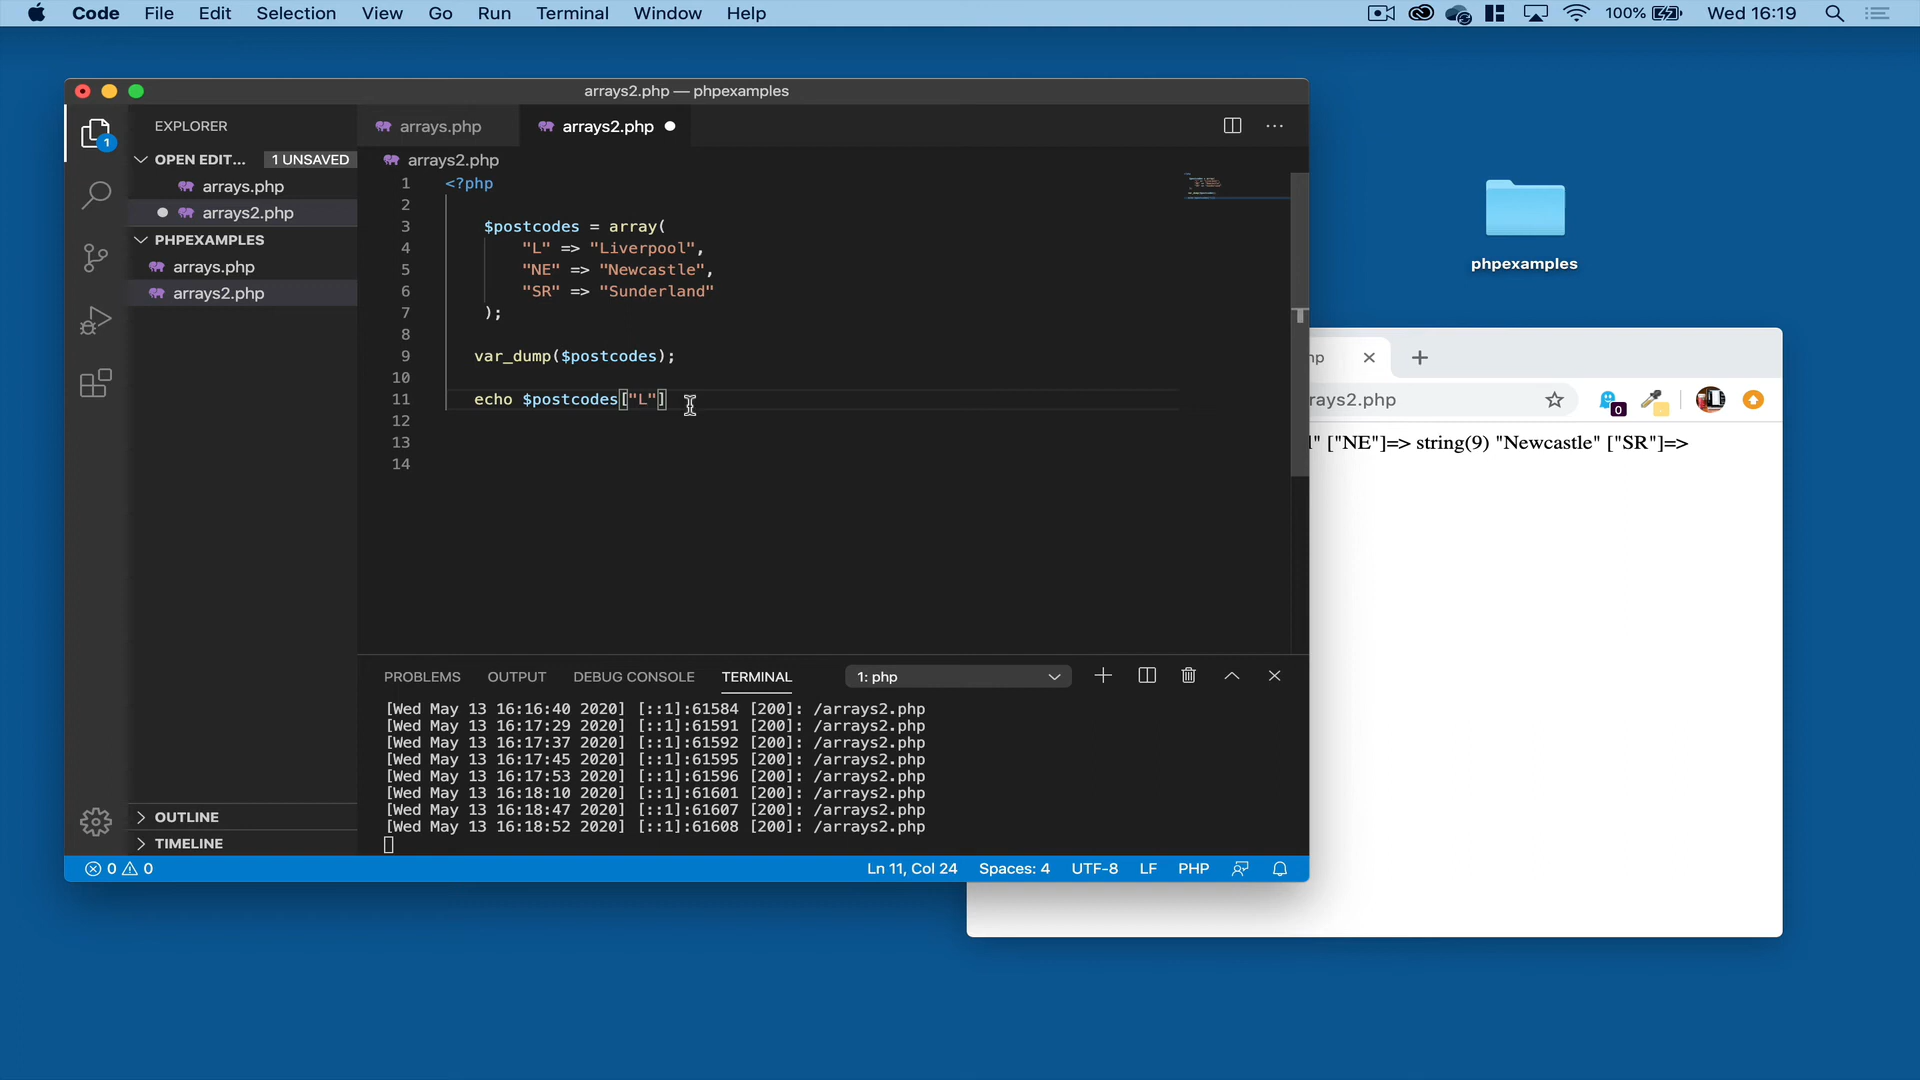 Code File Edit Selection View Go Run Terminal Window Help 100% Wed 16:19
arrays2.php — phpexamples
EXPLORER
OPEN EDIT... 1 UNSAVED
arrays.php
arrays2.php
PHPEXAMPLES
arrays.php
arrays2.php
OUTLINE
TIMELINE
1
arrays.php arrays2.php
arrays2.php
1 <?php
2
3 $postcodes = array(
4 "L" => "Liverpool",
5 "NE" => "Newcastle",
6 "SR" => "Sunderland"
7 );
8
9 var_dump($postcodes);
10
11 echo $postcodes["L"]
12
13
14
PROBLEMS OUTPUT DEBUG CONSOLE TERMINAL 1: php
[Wed May 13 16:16:40 2020] [::1]:61584 [200]: /arrays2.php
[Wed May 13 16:17:29 2020] [::1]:61591 [200]: /arrays2.php
[Wed May 13 16:17:37 2020] [::1]:61592 [200]: /arrays2.php
[Wed May 13 16:17:45 2020] [::1]:61595 [200]: /arrays2.php
[Wed May 13 16:17:53 2020] [::1]:61596 [200]: /arrays2.php
[Wed May 13 16:18:10 2020] [::1]:61601 [200]: /arrays2.php
[Wed May 13 16:18:47 2020] [::1]:61607 [200]: /arrays2.php
[Wed May 13 16:18:52 2020] [::1]:61608 [200]: /arrays2.php
0 0 Ln 11, Col 24 Spaces: 4 UTF-8 LF PHP
phpexamples
hp
rays2.php 0
" ["NE"]=> string(9) "Newcastle" ["SR"]=>